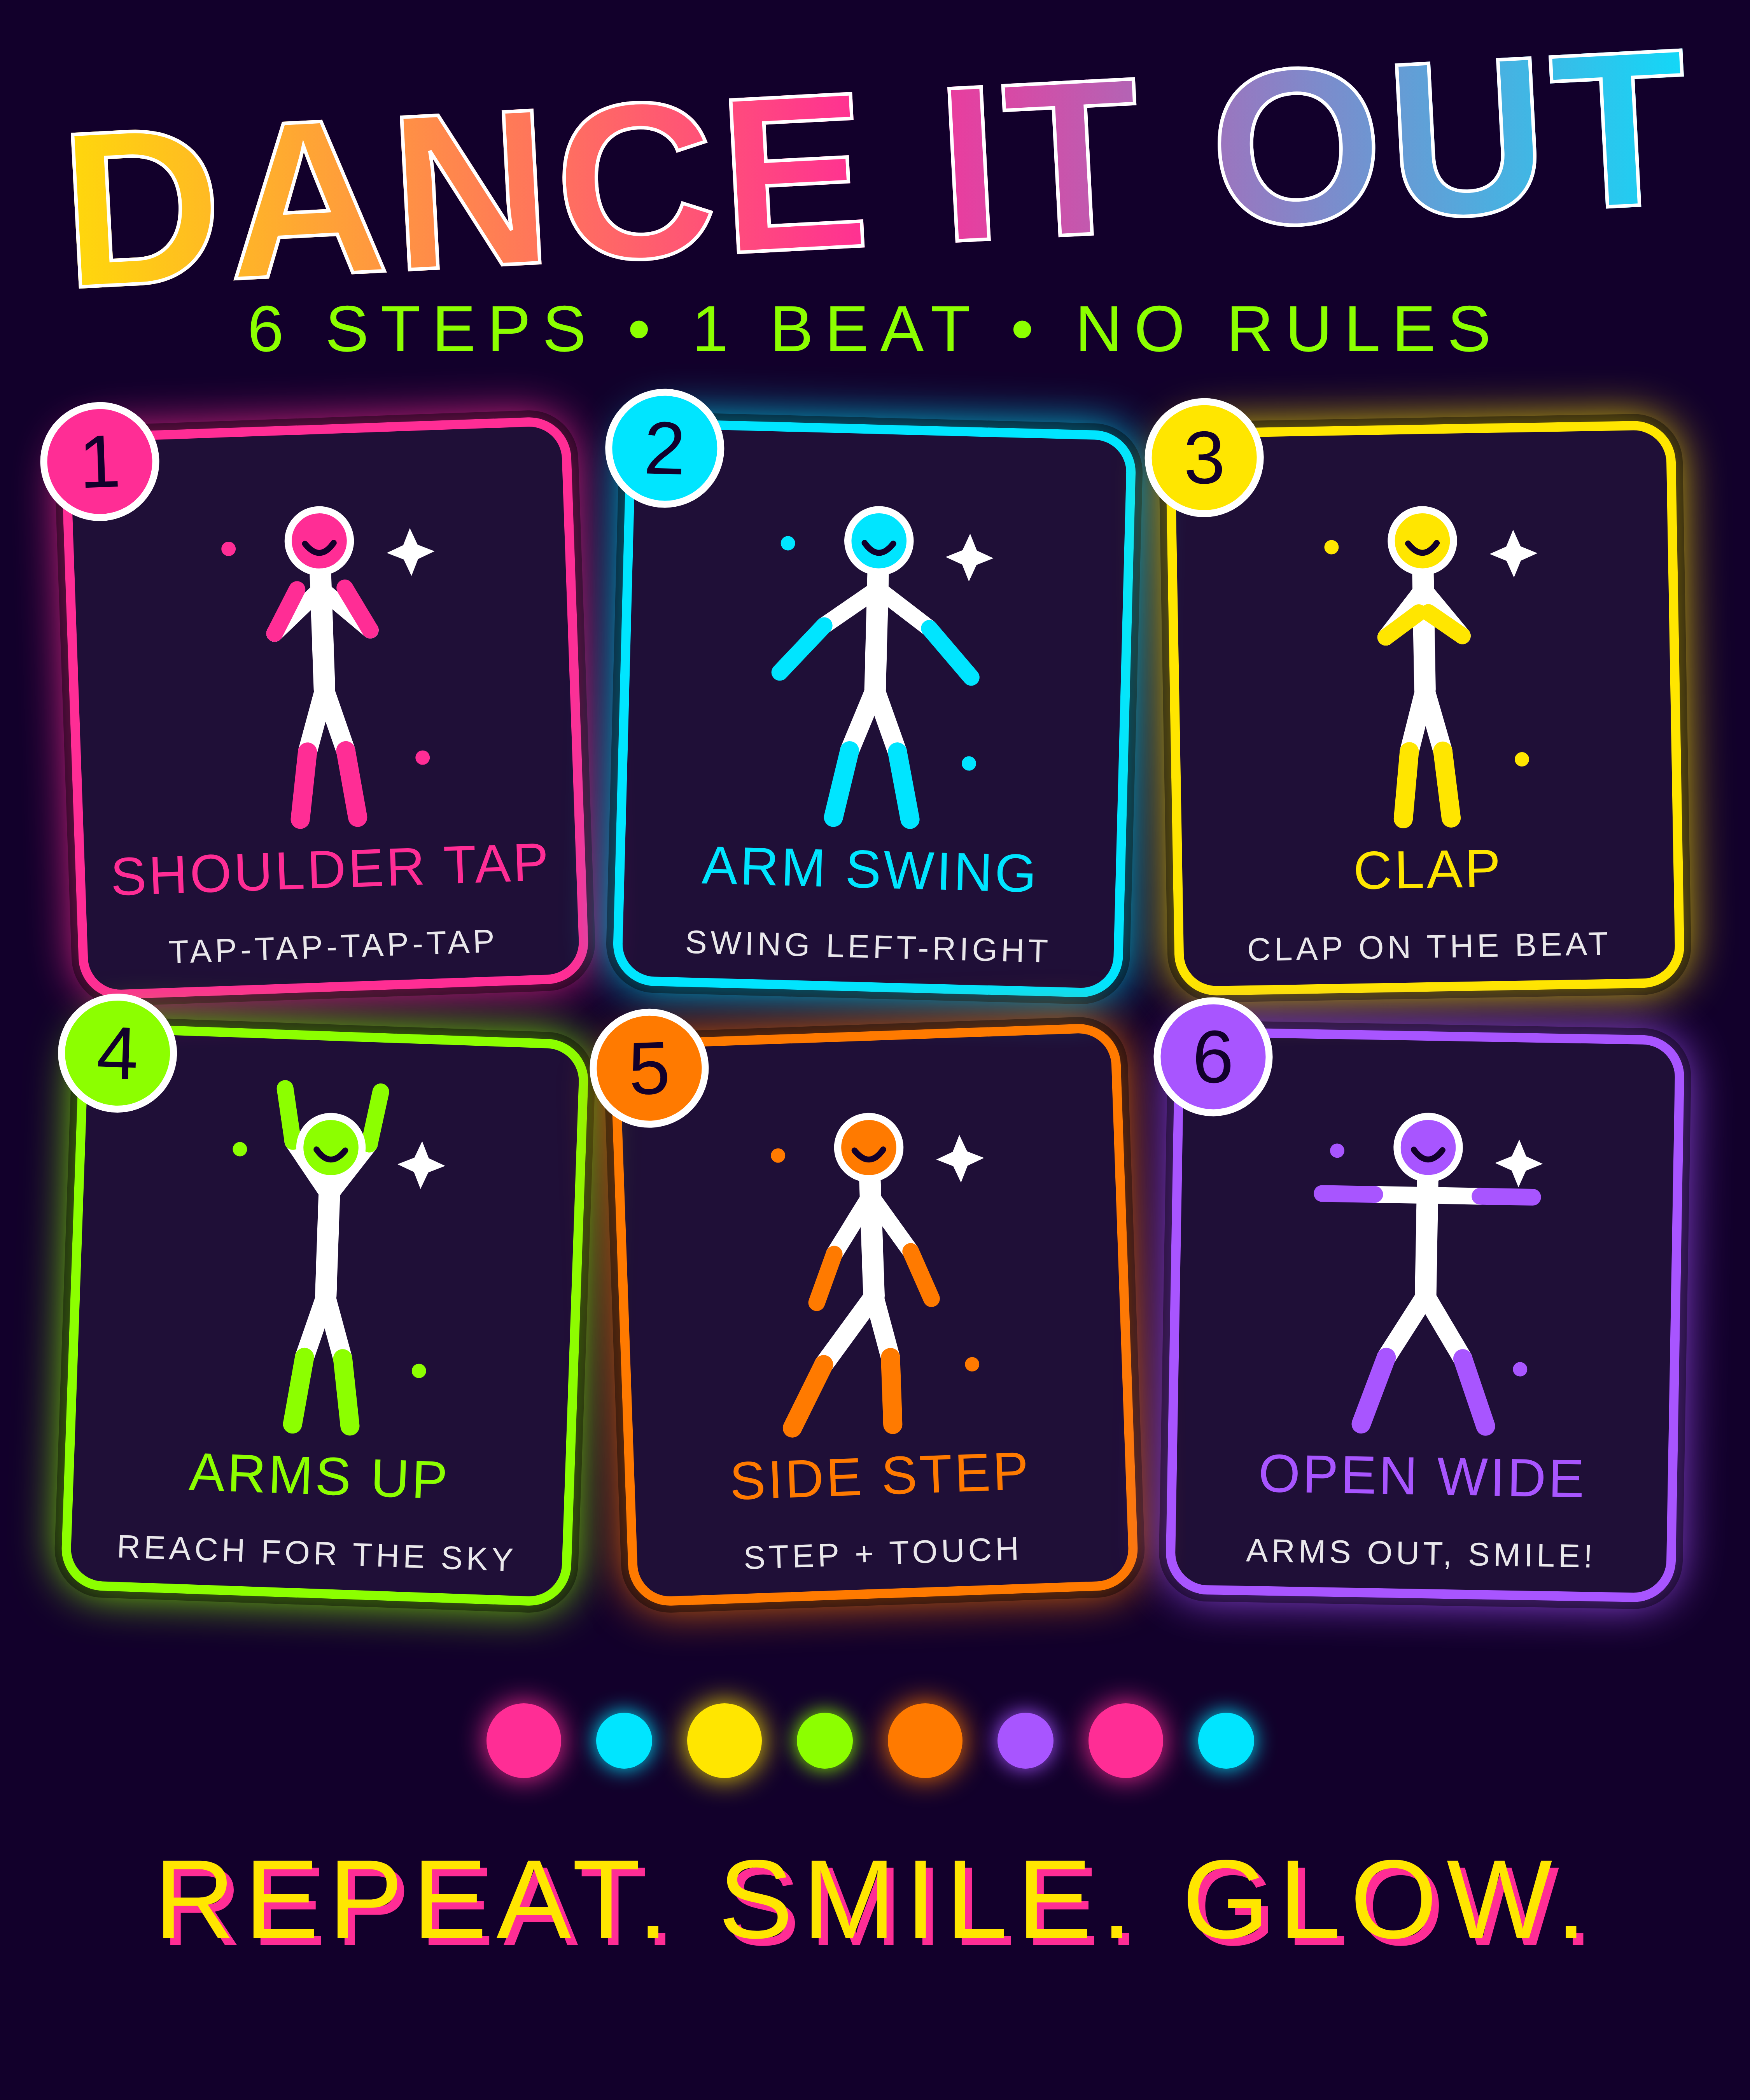 DANCE IT OUT
6 STEPS • 1 BEAT • NO RULES
1
SHOULDER TAP
TAP-TAP-TAP-TAP
2
ARM SWING
SWING LEFT-RIGHT
3
CLAP
CLAP ON THE BEAT
4
ARMS UP
REACH FOR THE SKY
5
SIDE STEP
STEP + TOUCH
6
OPEN WIDE
ARMS OUT, SMILE!
REPEAT. SMILE. GLOW.